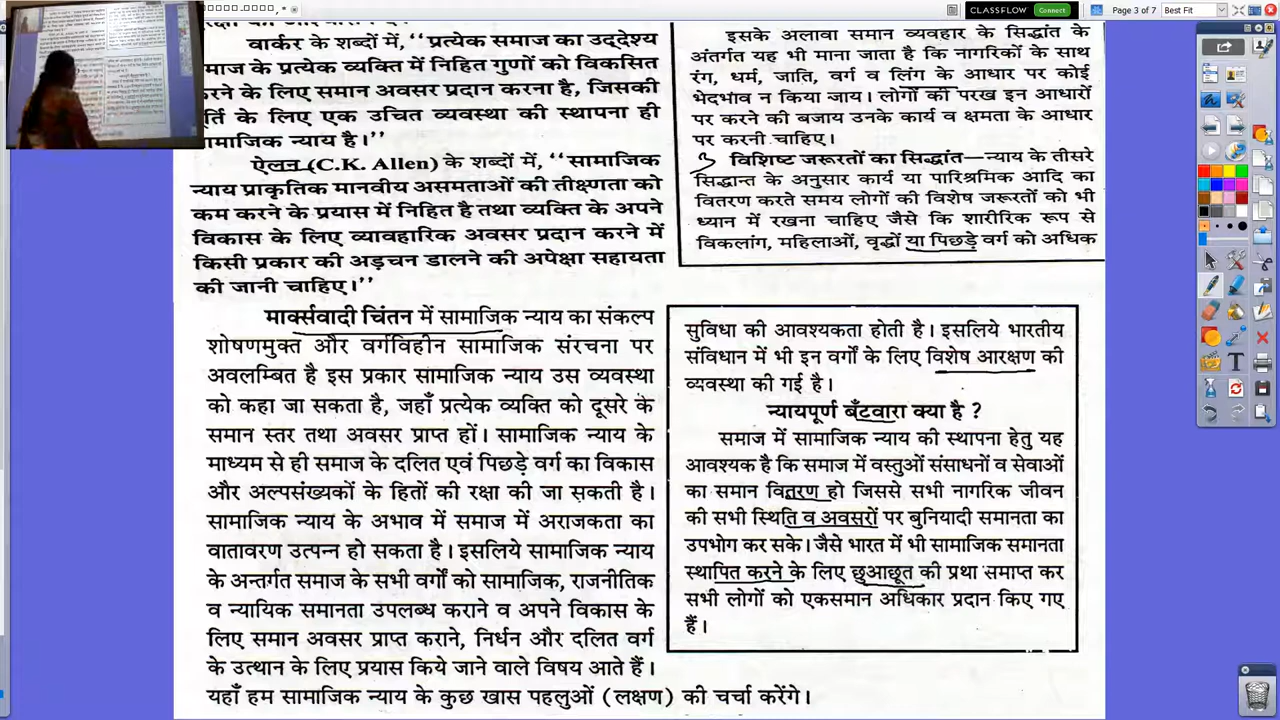 CLASSFLOW Connect Page 3 of 7 Best Fit
वार्कर के शब्दों में, ‘‘प्रत्येक
समाज के पत्येक व्यक्ति में निहित गुणों को विकसित
करने के लिए समान अवसर प्रदान करना है, जिसकी
के लिए एक उचित व्यवस्था की स्थापना ही
सामाजिक न्याय है।’’
ऐलन (C.K. Allen) के शब्दों में, ‘‘सामाजिक
न्याय प्राकृतिक मानवीय असमताओं की तीक्ष्णता को
कम करने के प्रयास में निहित है तथा व्यक्ति के अपने
विकास के लिए व्यावहारिक अवसर प्रदान करने में
किसी प्रकार की अड़चन डालने की अपेक्षा सहायता
की जानी चाहिए।’’
मार्क्सवादी चिंतन में सामाजिक न्याय का संकल्प
शोषणमुक्त और वर्गविहीन सामाजिक संरचना पर
अवलम्बित है इस प्रकार सामाजिक न्याय उस व्यवस्था
को कहा जा सकता है, जहाँ प्रत्येक व्यक्ति को दूसरे के
समान स्तर तथा अवसर प्राप्त हों। सामाजिक न्याय के
माध्यम से ही समाज के दलित एवं पिछड़े वर्ग का विकास
और अल्पसंख्यकों के हितों की रक्षा की जा सकती है।
सामाजिक न्याय के अभाव में समाज में अराजकता का
वातावरण उत्पन्न हो सकता है। इसलिये सामाजिक न्याय
के अन्तर्गत समाज के सभी वर्गों को सामाजिक, राजनीतिक
व न्यायिक समानता उपलब्ध कराने व अपने विकास के
लिए समान अवसर प्राप्त कराने, निर्धन और दलित वर्ग
के उत्थान के लिए प्रयास किये जाने वाले विषय आते हैं।
यहाँ हम सामाजिक न्याय के कुछ खास पहलुओं (लक्षण) की चर्चा करेंगे।
इसके अलावा समान के सिद्धांत के
अंतर्गत यह है कि नागरिकों के साथ
रंग, धर्म, जाति, वर्ण व लिंग के आधार पर कोई
भेदभाव न किया लोगों की परख इन आधारों
पर करने की बजाय उनके कार्य व क्षमता के आधार
पर करनी चाहिए।
3 विशिष्ट जरूरतों का सिद्धांत—न्याय के तीसरे
सिद्धान्त के अनुसार कार्य या पारिश्रमिक आदि का
वितरण करते समय लोगों की विशेष जरूरतों को भी
ध्यान में रखना चाहिए जैसे कि शारीरिक रूप से
विकलांग, महिलाओं, वृद्धों या पिछड़े वर्ग को अधिक
सुविधा की आवश्यकता होती है। इसलिये भारतीय
संविधान में भी इन वर्गों के लिए विशेष आरक्षण की
व्यवस्था की गई है।
न्यायपूर्ण बँटवारा क्या है ?
समाज में सामाजिक न्याय की स्थापना हेतु यह
आवश्यक है कि समाज में वस्तुओं संसाधनों व सेवाओं
का समान वितरण हो जिससे सभी नागरिक जीवन
की सभी स्थिति व अवसरों पर बुनियादी समानता का
उपभोग कर सके। जैसे भारत में भी सामाजिक समानता
स्थापित करने के लिए छुआछूत की प्रथा समाप्त कर
सभी लोगों को एकसमान अधिकार प्रदान किए गए
हैं।